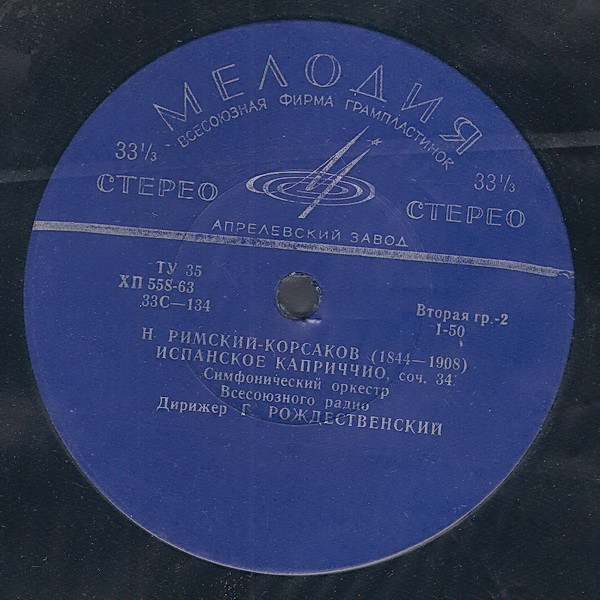 МЕЛОДИЯ
ВСЕСОЮЗНАЯ ФИРМА ГРАМПЛАСТИНОК
33⅓
33⅓
СТЕРЕО
СТЕРЕО
АПРЕЛЕВСКИЙ ЗАВОД
ТУ 35
ХП 558-63
33С—134
Вторая гр.-2
1-50
Н. РИМСКИЙ-КОРСАКОВ (1844—1908)
ИСПАНСКОЕ КАПРИЧЧИО, соч. 34
Симфонический оркестр
Всесоюзного радио
Дирижер Г. РОЖДЕСТВЕНСКИЙ